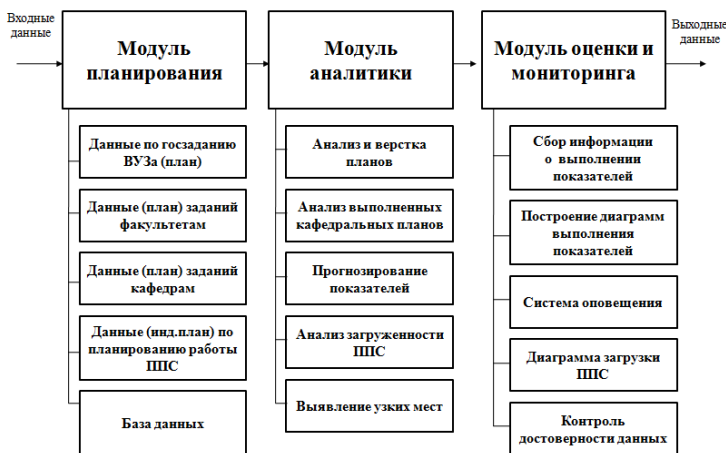 Входные
данные
Модуль
планирования
Модуль
аналитики
Модуль оценки и
мониторинга
Выходные
данные
Данные по госзаданию
ВУЗа (план)
Данные (план) заданий
факультетам
Данные (план) заданий
кафедрам
Данные (инд.план) по
планированию работы
ППС
База данных
Анализ и верстка
планов
Анализ выполненных
кафедральных планов
Прогнозирование
показателей
Анализ загруженности
ППС
Выявление узких мест
Сбор информации
о выполнении
показателей
Построение диаграмм
выполнения
показателей
Система оповещения
Диаграмма загрузки
ППС
Контроль
достоверности данных